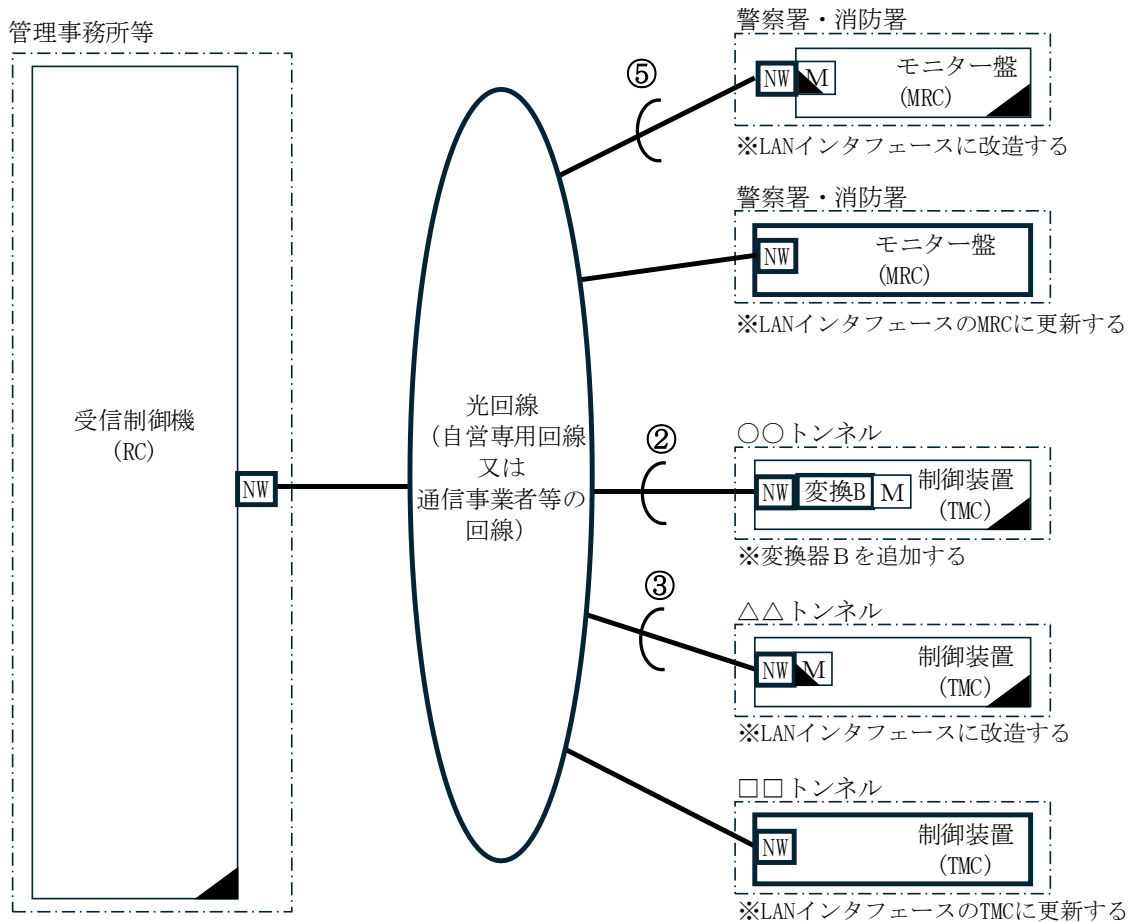 管理事務所等
受信制御機
(RC)
NW
光回線
（自営専用回線
又は
通信事業者等の
回線）
⑤
警察署・消防署
NW
M
モニター盤
(MRC)
※LANインタフェースに改造する
警察署・消防署
NW
モニター盤
(MRC)
※LANインタフェースのMRCに更新する
②
○○トンネル
NW 変換B M 制御装置
(TMC)
※変換器Ｂを追加する
③
△△トンネル
NW M 制御装置
(TMC)
※LANインタフェースに改造する
□□トンネル
NW
制御装置
(TMC)
※LANインタフェースのTMCに更新する